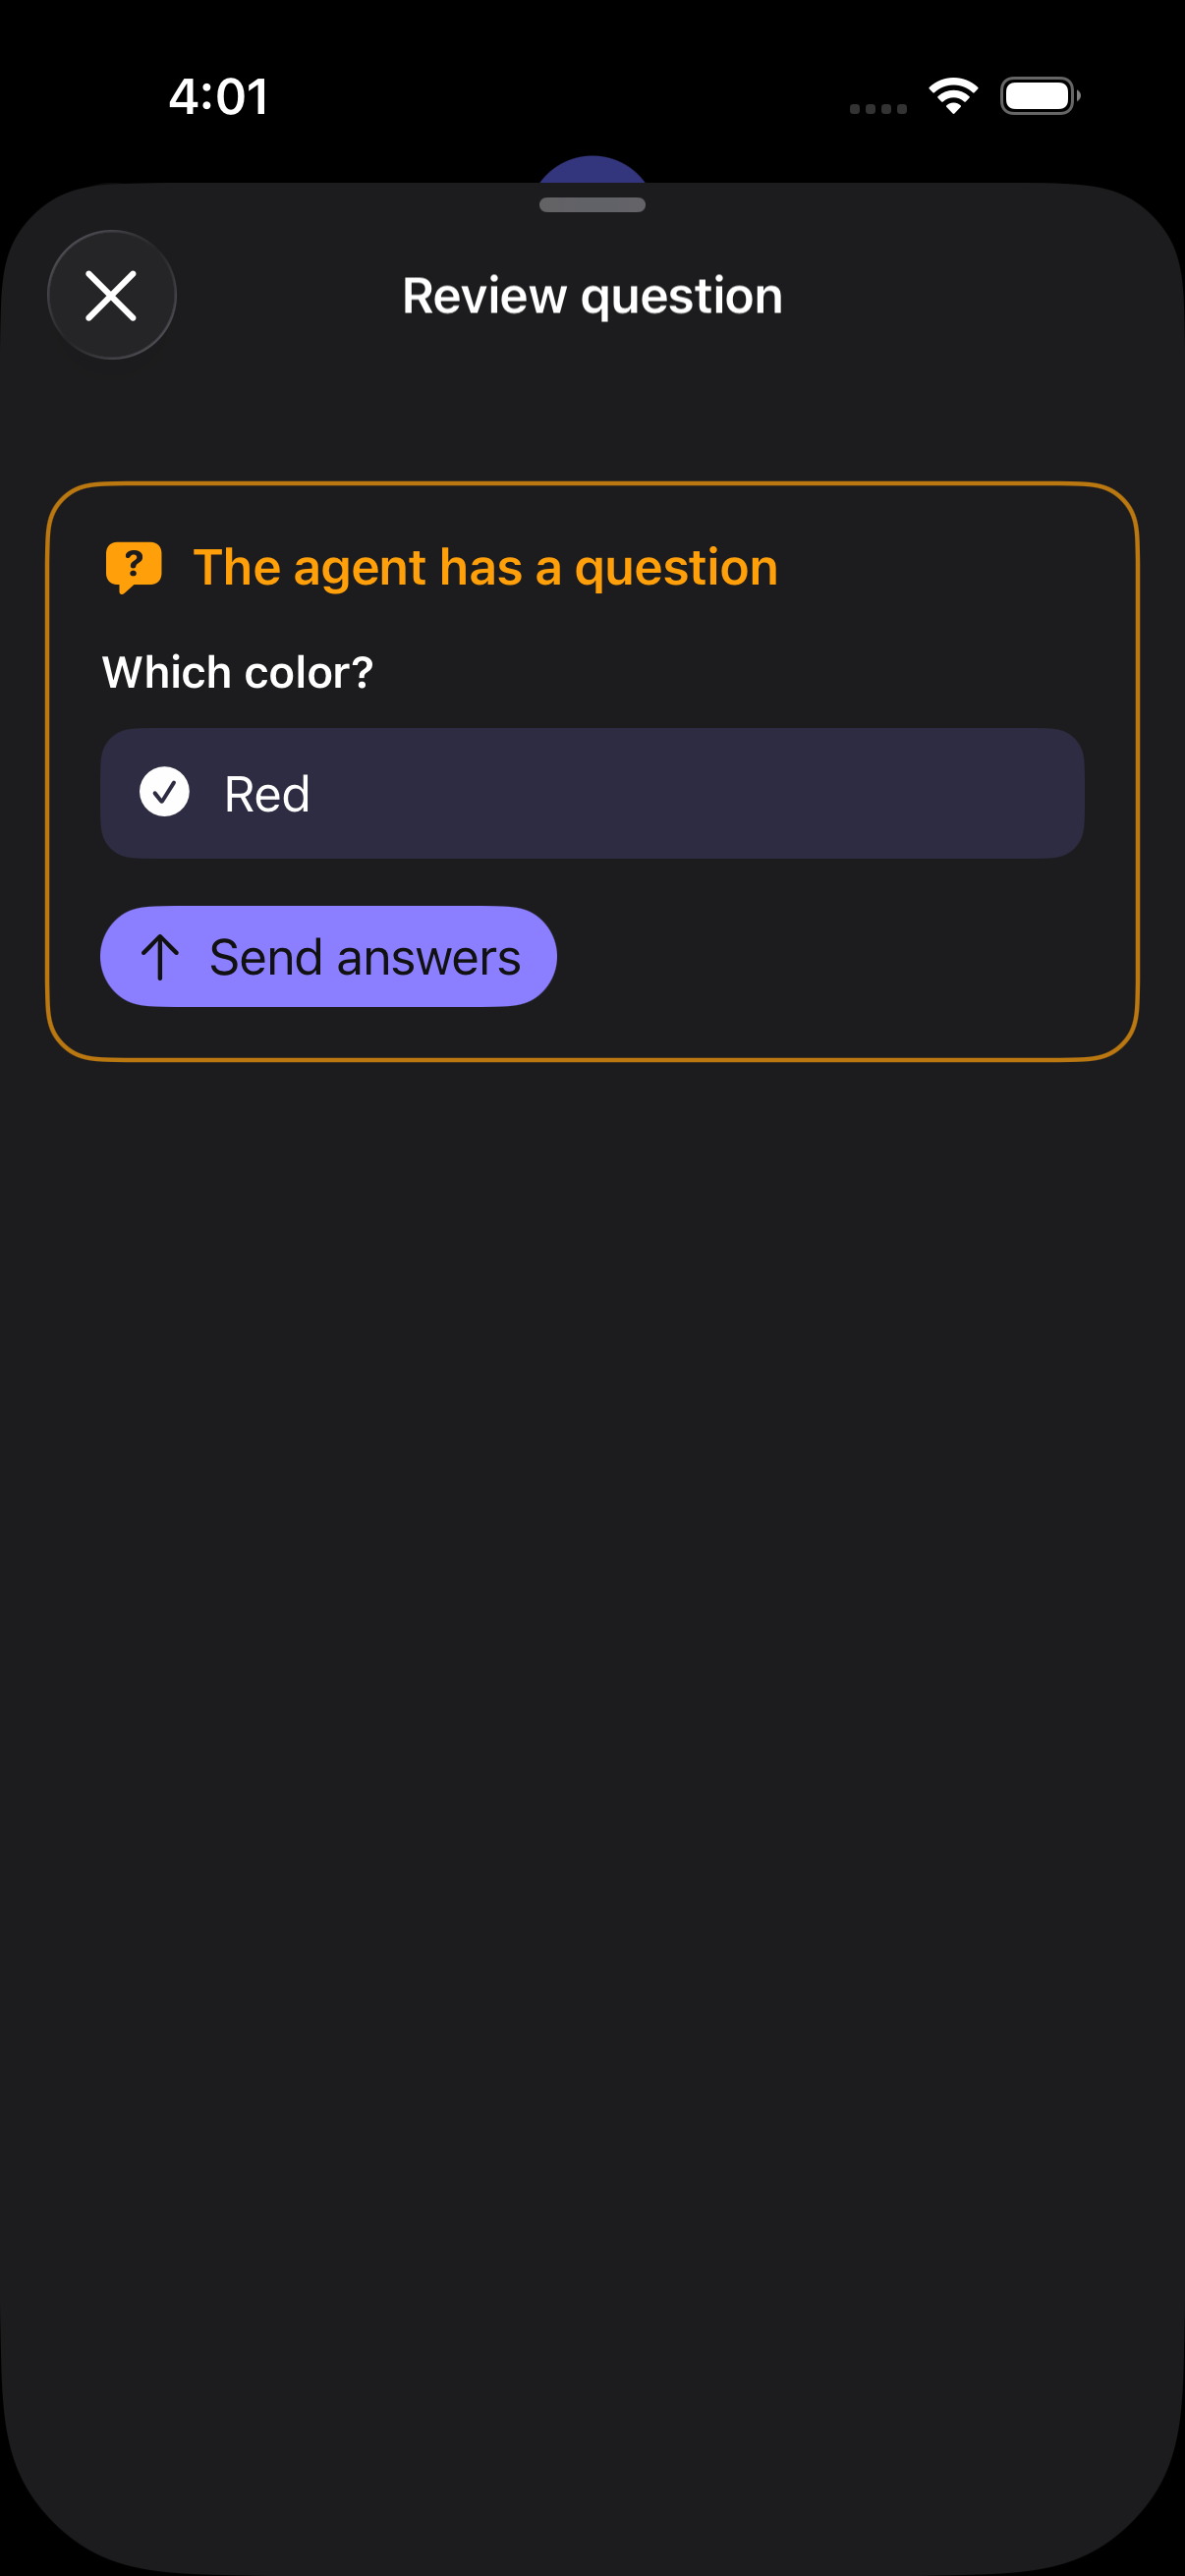 4:01
Review question
The agent has a question
Which color?
Red
Send answers